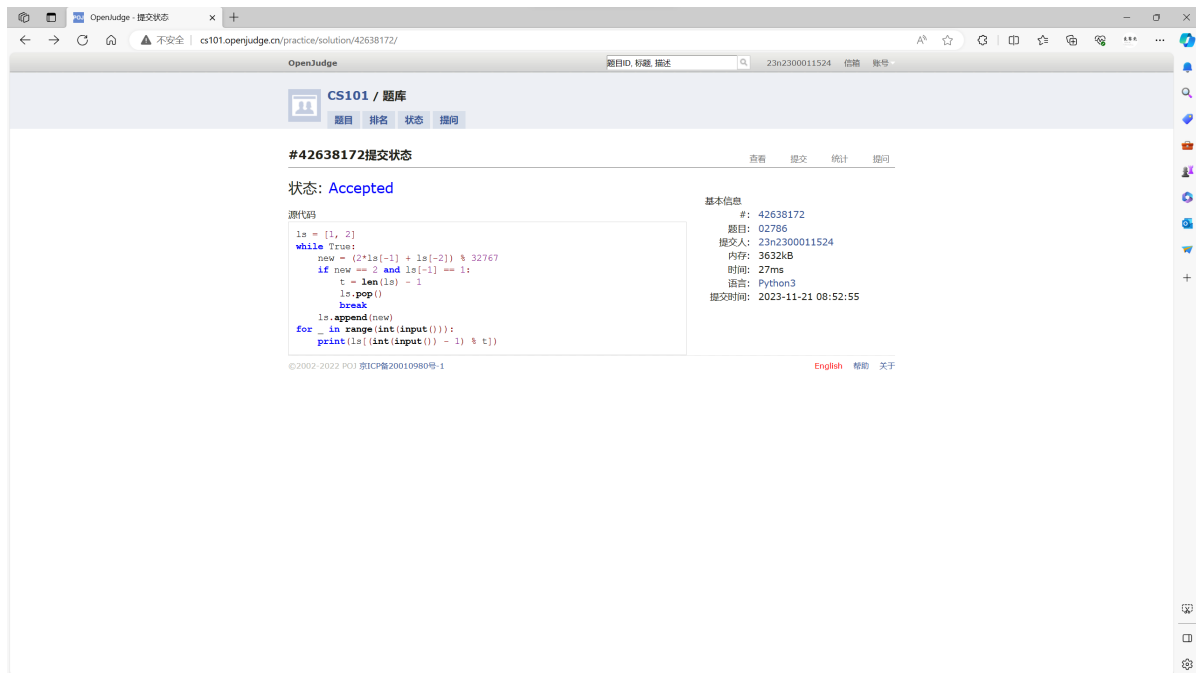 OpenJudge - 提交状态
不安全 cs101.openjudge.cn/practice/solution/42638172/
OpenJudge 题目ID, 标题, 描述 23n2300011524 信箱 账号
CS101 / 题库
题目 排名 状态 提问
#42638172提交状态 查看 提交 统计 提问
状态: Accepted
源代码
ls = [1, 2]
while True:
    new = (2*ls[-1] + ls[-2]) % 32767
    if new == 2 and ls[-1] == 1:
        t = len(ls) - 1
        ls.pop()
        break
    ls.append(new)
for _ in range(int(input())):
    print(ls[(int(input()) - 1) % t])
基本信息
#: 42638172
题目: 02786
提交人: 23n2300011524
内存: 3632kB
时间: 27ms
语言: Python3
提交时间: 2023-11-21 08:52:55
©2002-2022 POJ 京ICP备20010980号-1 English 帮助 关于